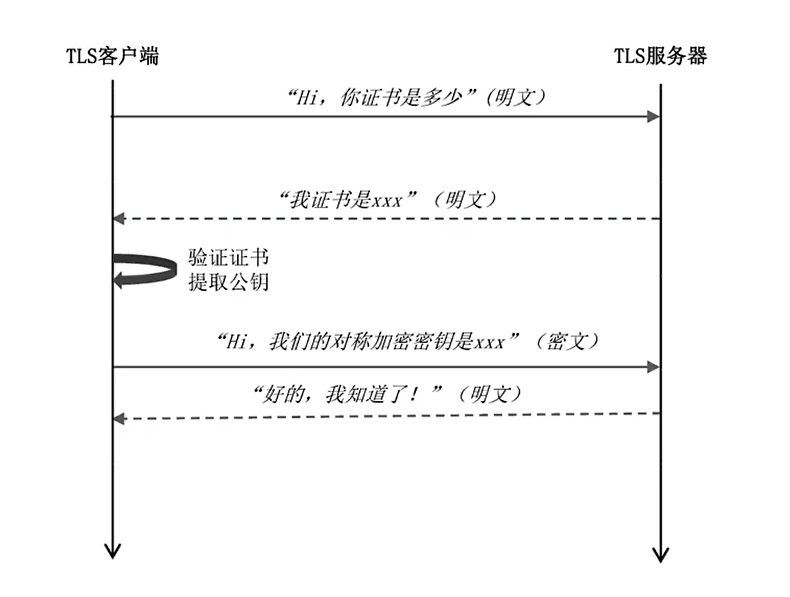 TLS客户端
TLS服务器
“Hi，你证书是多少”(明文）
“我证书是xxx”（明文）
验证证书
提取公钥
“Hi，我们的对称加密密钥是xxx”（密文）
“好的，我知道了！”（明文）